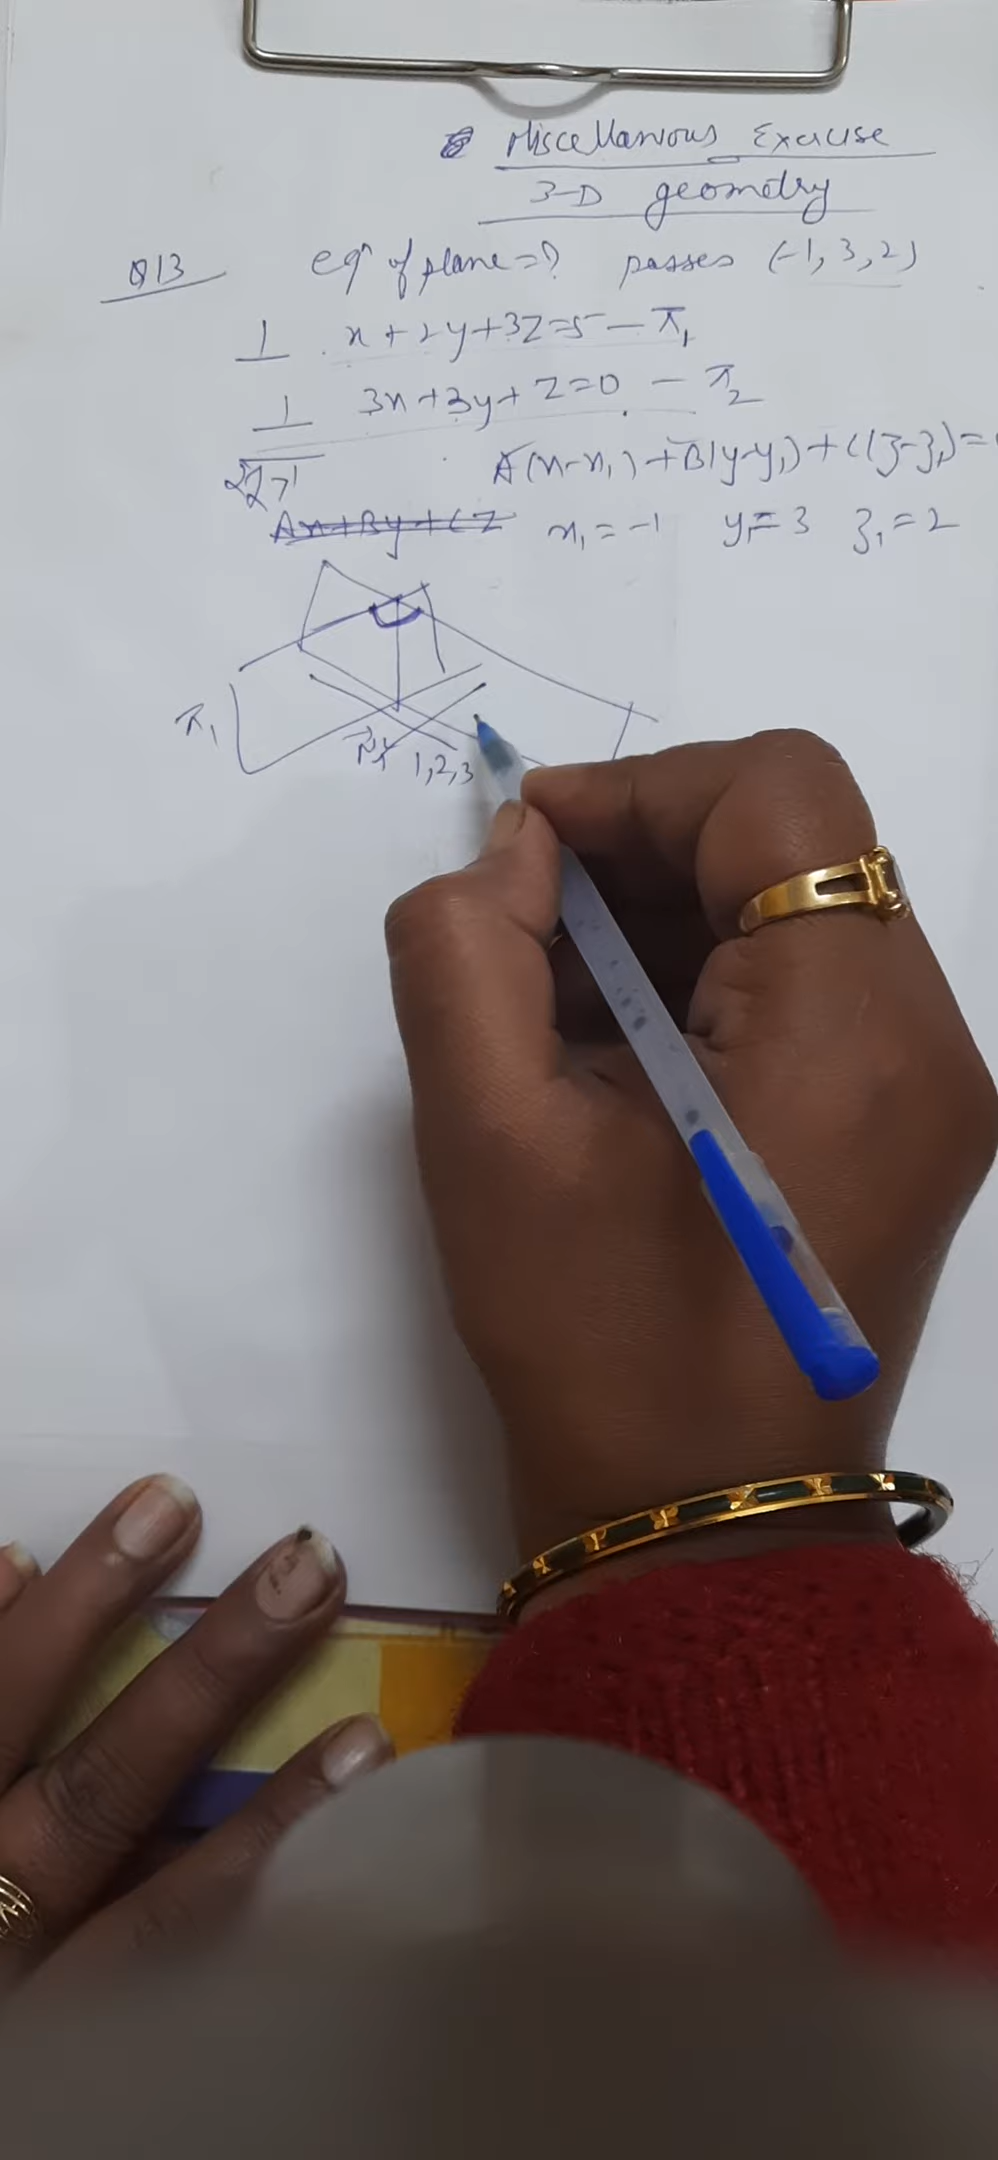 Miscellanvous Exercise
3-D geometry
Q13 eqⁿ of plane=? passes (-1, 3, 2)
⊥ x+2y+3z=5 - π₁
⊥ 3x+3y+z=0 - π₂
A(x-x₁)+B(y-y₁)+C(z-z₁)=
Ax+By+Cz x₁=-1 y₁=3 z₁=2
π₁ 1,2,3